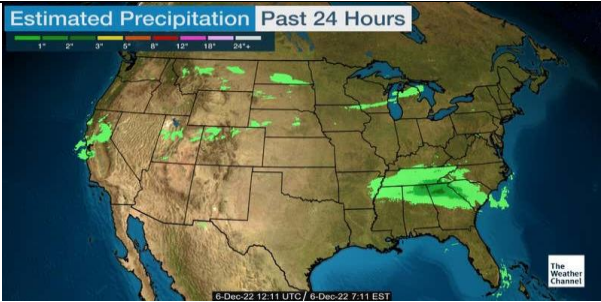 Estimated Precipitation Past 24 Hours
1" 2" 3" 5" 8" 12" 18" 24"+
The
Weather
Channel
6-Dec-22 12:11 UTC / 6-Dec-22 7:11 EST